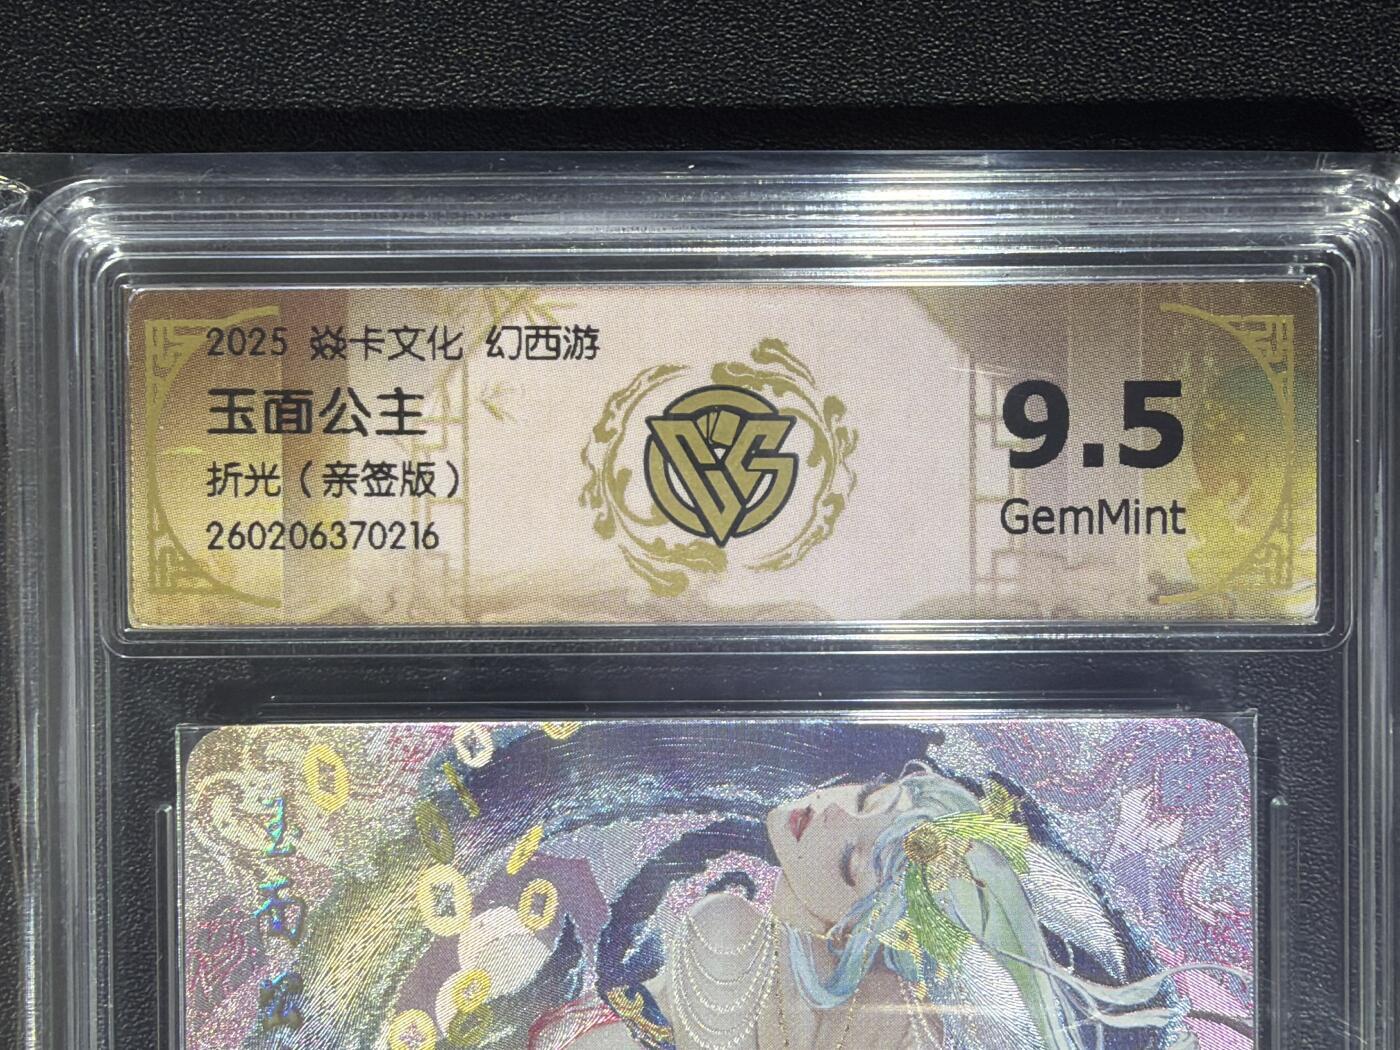 2025 焱卡文化 幻西游
玉面公主
折光（亲签版）
260206370216
9.5
GemMint